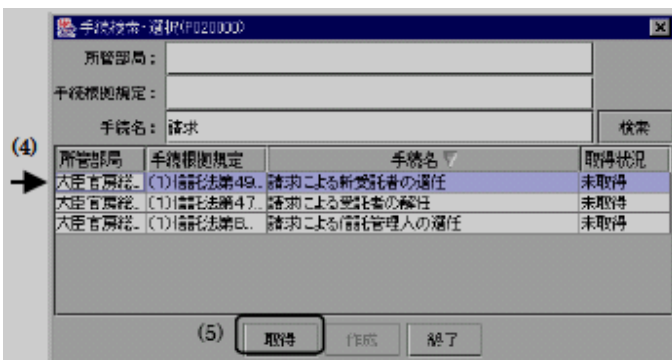 手続検索・選択(P020000)
所管部局：
手続根拠規定：
手続名： 請求 検索
(4)
所管部局 手続根拠規定 手続名 ▽ 取得状況
大臣官房総.. (1)信託法第49.. 請求による新受託者の選任 未取得
大臣官房総.. (1)信託法第47.. 請求による受託者の解任 未取得
大臣官房総.. (1)信託法第8.. 請求による信託管理人の選任 未取得
(5) 取得 作成 終了